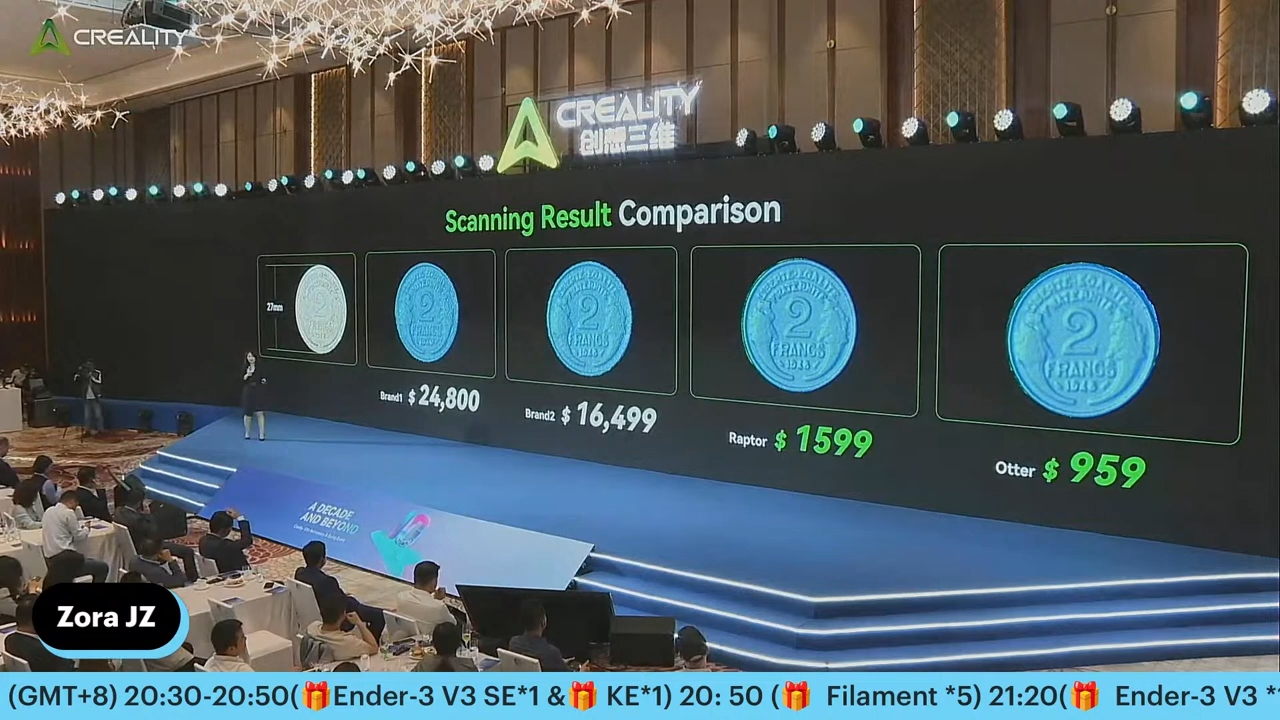 CREALITY
CREALITY
创想三维
Scanning Result Comparison
27mm
2
2
2
2
FRANCS
2
FRANCS
1948
Brand1 $ 24,800
Brand2 $ 16,499
Raptor $ 1599
Otter $ 959
A DECADE
AND BEYOND
Zora JZ
(GMT+8) 20:30-20:50(🎁Ender-3 V3 SE*1 &🎁 KE*1) 20: 50 (🎁 Filament *5) 21:20(🎁 Ender-3 V3 *